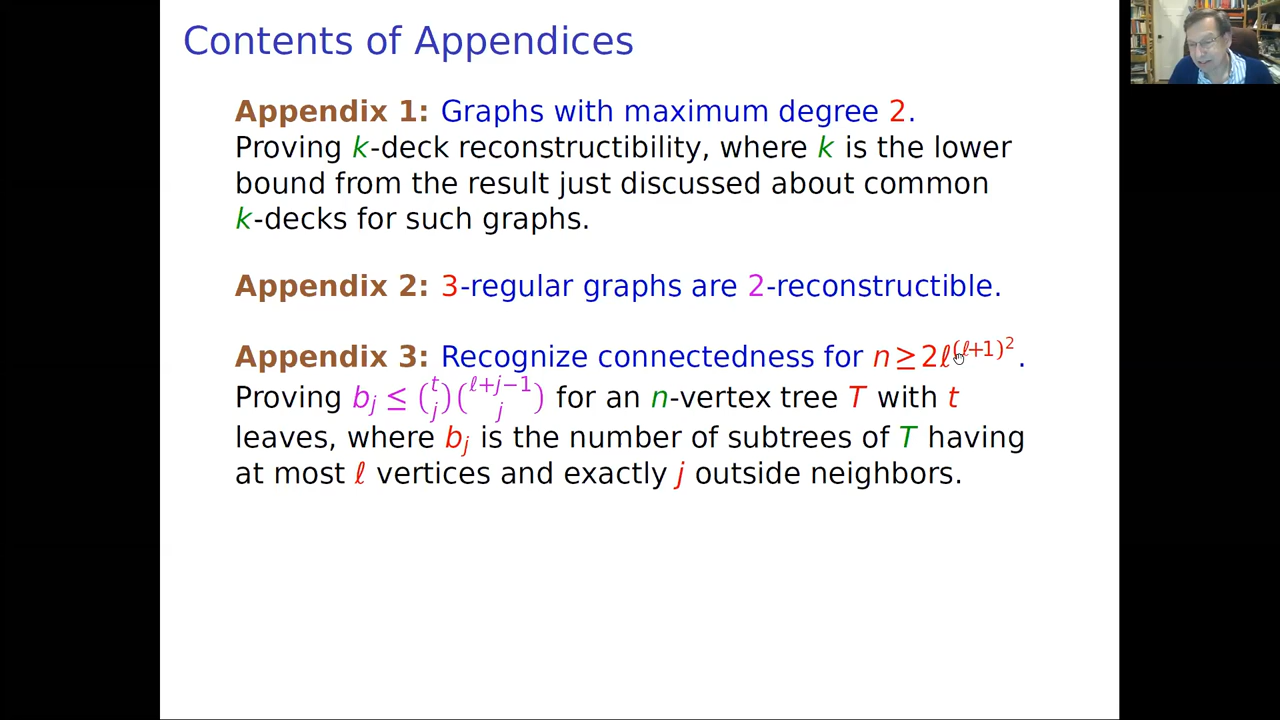 Contents of Appendices
Appendix 1: Graphs with maximum degree 2.
Proving k-deck reconstructibility, where k is the lower
bound from the result just discussed about common
k-decks for such graphs.
Appendix 2: 3-regular graphs are 2-reconstructible.
Appendix 3: Recognize connectedness for n ≥ 2ℓ^{(ℓ+1)^2}.
Proving b_j ≤ \binom{t}{j}\binom{ℓ+j−1}{j} for an n-vertex tree T with t
leaves, where b_j is the number of subtrees of T having
at most ℓ vertices and exactly j outside neighbors.